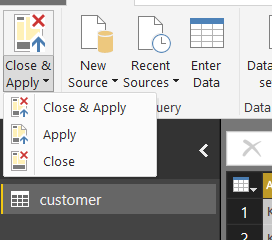 Close &
Apply
New
Source
Recent
Sources
Enter
Data
Data
Close & Apply
Apply
Close
uery
Data
customer
1
2